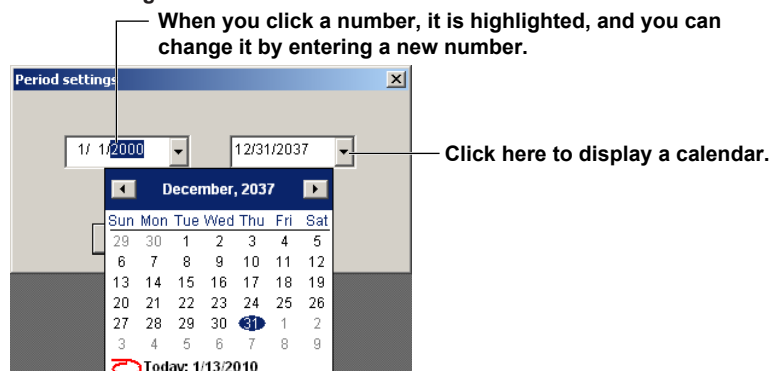 When you click a number, it is highlighted, and you can
change it by entering a new number.
Period settings
1/ 1/2000 12/31/2037
Click here to display a calendar.
December, 2037
Sun Mon Tue Wed Thu Fri Sat
29 30 1 2 3 4 5
6 7 8 9 10 11 12
13 14 15 16 17 18 19
20 21 22 23 24 25 26
27 28 29 30 31 1 2
3 4 5 6 7 8 9
Today: 1/13/2010